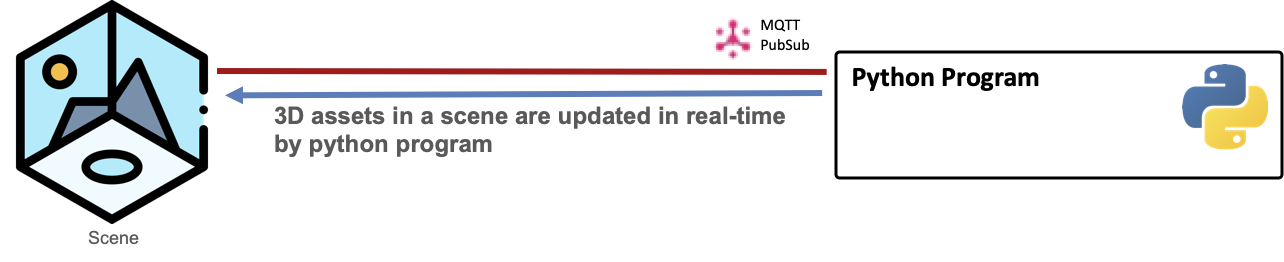 MQTT
PubSub
Python Program
3D assets in a scene are updated in real-time
by python program
Scene